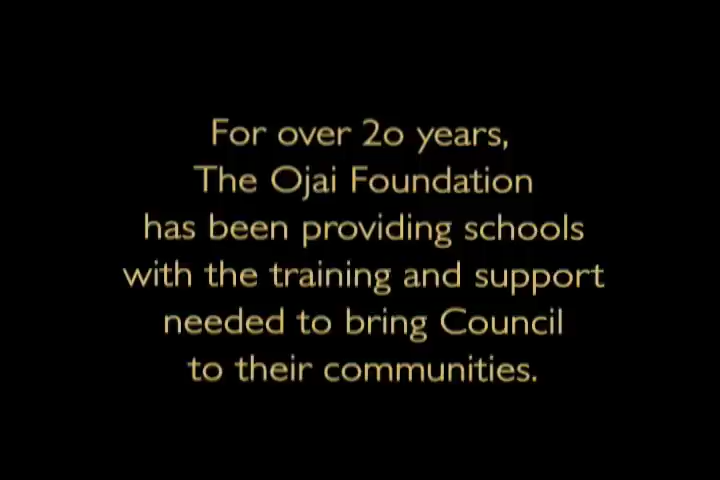 For over 20 years,
The Ojai Foundation
has been providing schools
with the training and support
needed to bring Council
to their communities.